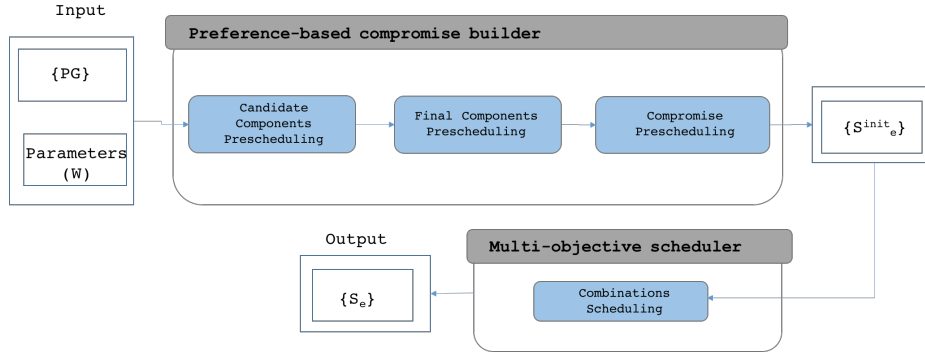 Input
Preference-based compromise builder
{PG}
Candidate
Components
Prescheduling
Final Components
Prescheduling
Compromise
Prescheduling
{S^init_e}
Parameters
(W)
Output
Multi-objective scheduler
{S_e}
Combinations
Scheduling